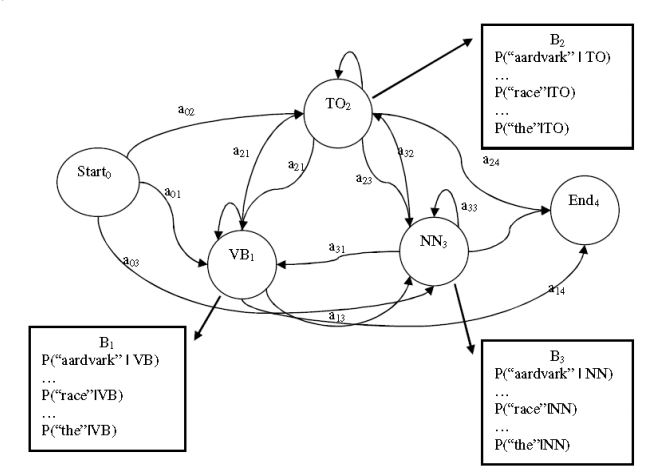 B₂
P("aardvark" | TO)
...
P("race"|TO)
...
P("the"|TO)
TO₂
a₀₂
a₂₁
a₂₁
a₃₂
a₂₄
a₂₃
Start₀
a₀₁
a₃₃
End₄
NN₃
VB₁
a₃₁
a₀₃
a₁₄
a₁₃
B₁
P("aardvark" | VB)
...
P("race"|VB)
...
P("the"|VB)
B₃
P("aardvark" | NN)
...
P("race"|NN)
...
P("the"|NN)